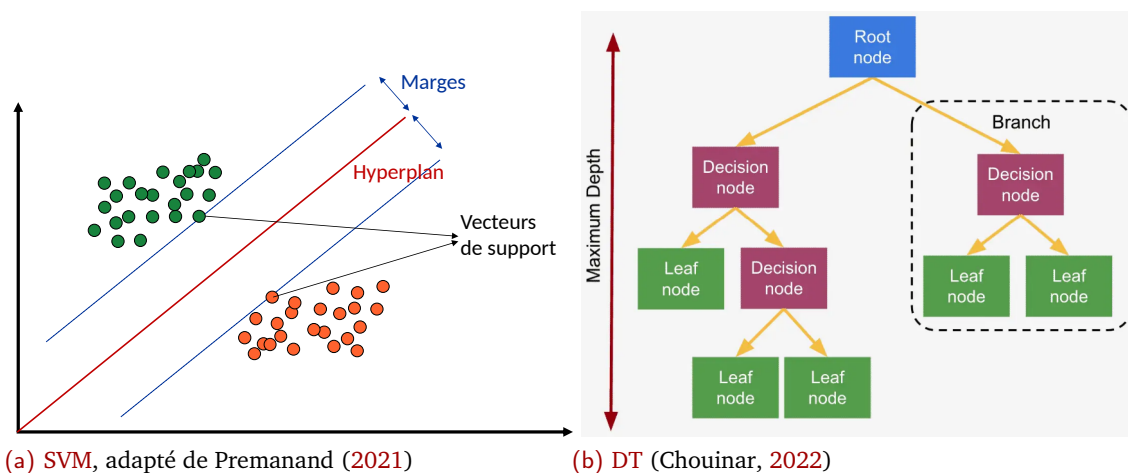 Marges
Hyperplan
Vecteurs
de support
(a) SVM, adapté de Premanand (2021)
Maximum Depth
Root
node
Branch
Decision
node
Decision
node
Leaf
node
Decision
node
Leaf
node
Leaf
node
Leaf
node
Leaf
node
(b) DT (Chouinar, 2022)